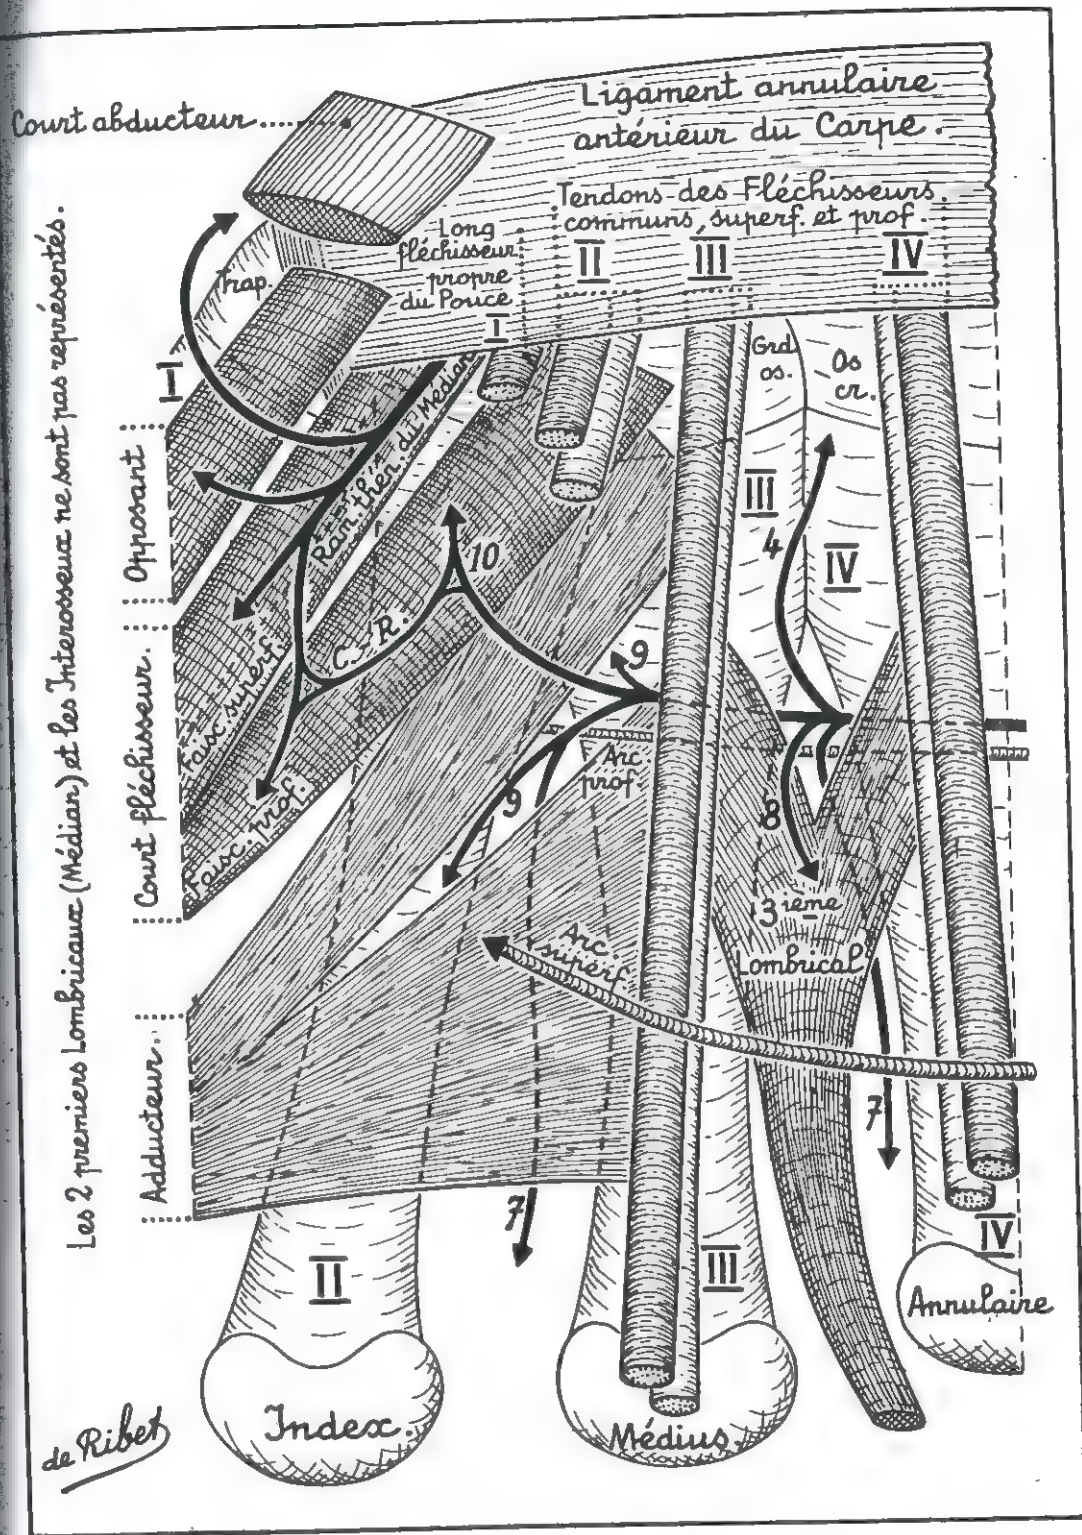 Ligament annulaire
antérieur du Carpe.
Court abducteur
Tendons des Fléchisseurs
communs, superf. et prof.
II III IV
Long
fléchisseur
propre
du Pouce
I
Trap.
I
Grd
os.
Os
cr.
Ram. thén. du Médian
Opposant
III
4
IV
10
C.-R.
9
Court fléchisseur.
Faisc. superf.
Faisc. prof.
Arc.
prof.
9
8
3ième
Lombrical
Arc.
superf.
Adducteur.
7
7
II
III
IV
Annulaire
Index.
Médius.
Les 2 premiers Lombricaux (Médian) et les Interosseux ne sont pas représentés.
de Ribet